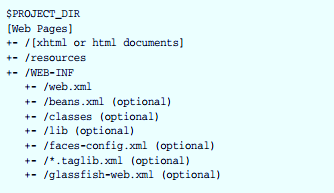 $PROJECT_DIR
[Web Pages]
+- /[xhtml or html documents]
+- /resources
+- /WEB-INF
   +- /web.xml
   +- /beans.xml (optional)
   +- /classes (optional)
   +- /lib (optional)
   +- /faces-config.xml (optional)
   +- /*.taglib.xml (optional)
   +- /glassfish-web.xml (optional)